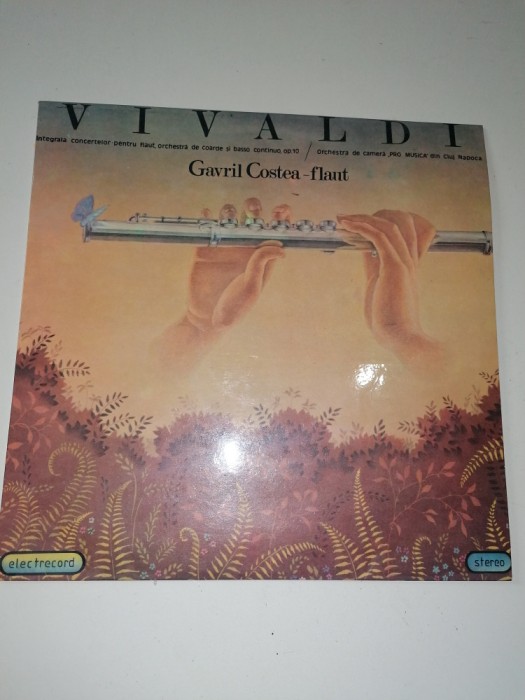 VIVALDI
Integrala concertelor pentru flaut, orchestră de coarde și basso continuo, op.10 / Orchestra de cameră „PRO MUSICA” din Cluj Napoca
Gavril Costea-flaut
electrecord
stereo